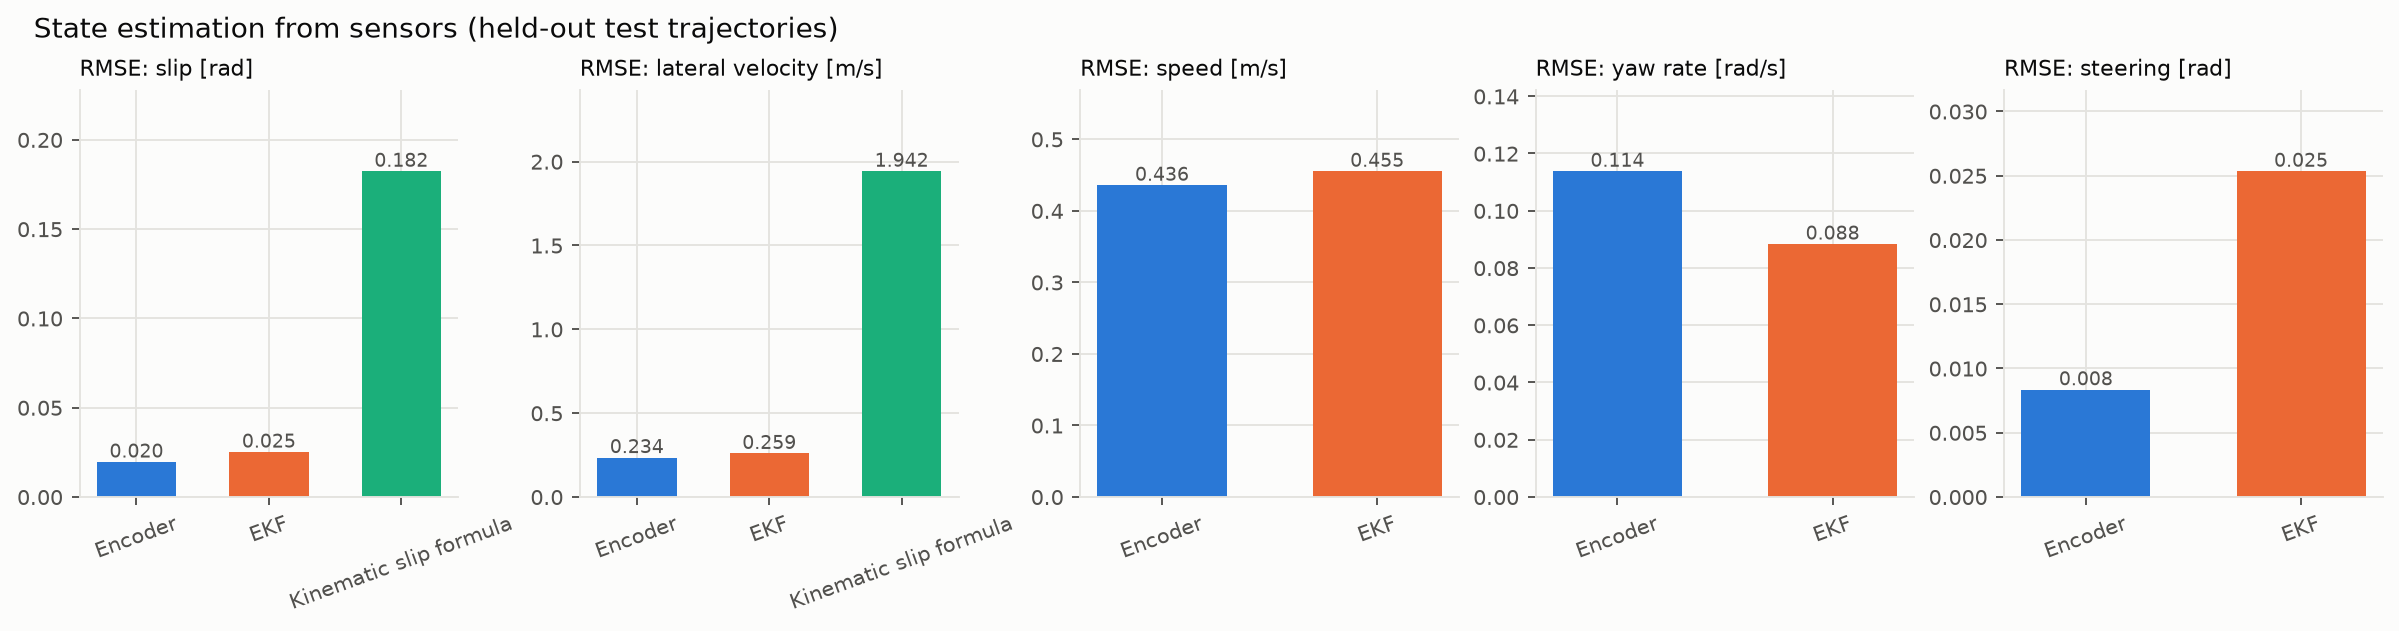 State estimation from sensors (held-out test trajectories)
RMSE: slip [rad]
0.20
0.15
0.10
0.05
0.00
0.020
0.025
0.182
Encoder
EKF
Kinematic slip formula
RMSE: lateral velocity [m/s]
2.0
1.5
1.0
0.5
0.0
0.234
0.259
1.942
Encoder
EKF
Kinematic slip formula
RMSE: speed [m/s]
0.5
0.4
0.3
0.2
0.1
0.0
0.436
0.455
Encoder
EKF
RMSE: yaw rate [rad/s]
0.14
0.12
0.10
0.08
0.06
0.04
0.02
0.00
0.114
0.088
Encoder
EKF
RMSE: steering [rad]
0.030
0.025
0.020
0.015
0.010
0.005
0.000
0.008
0.025
Encoder
EKF